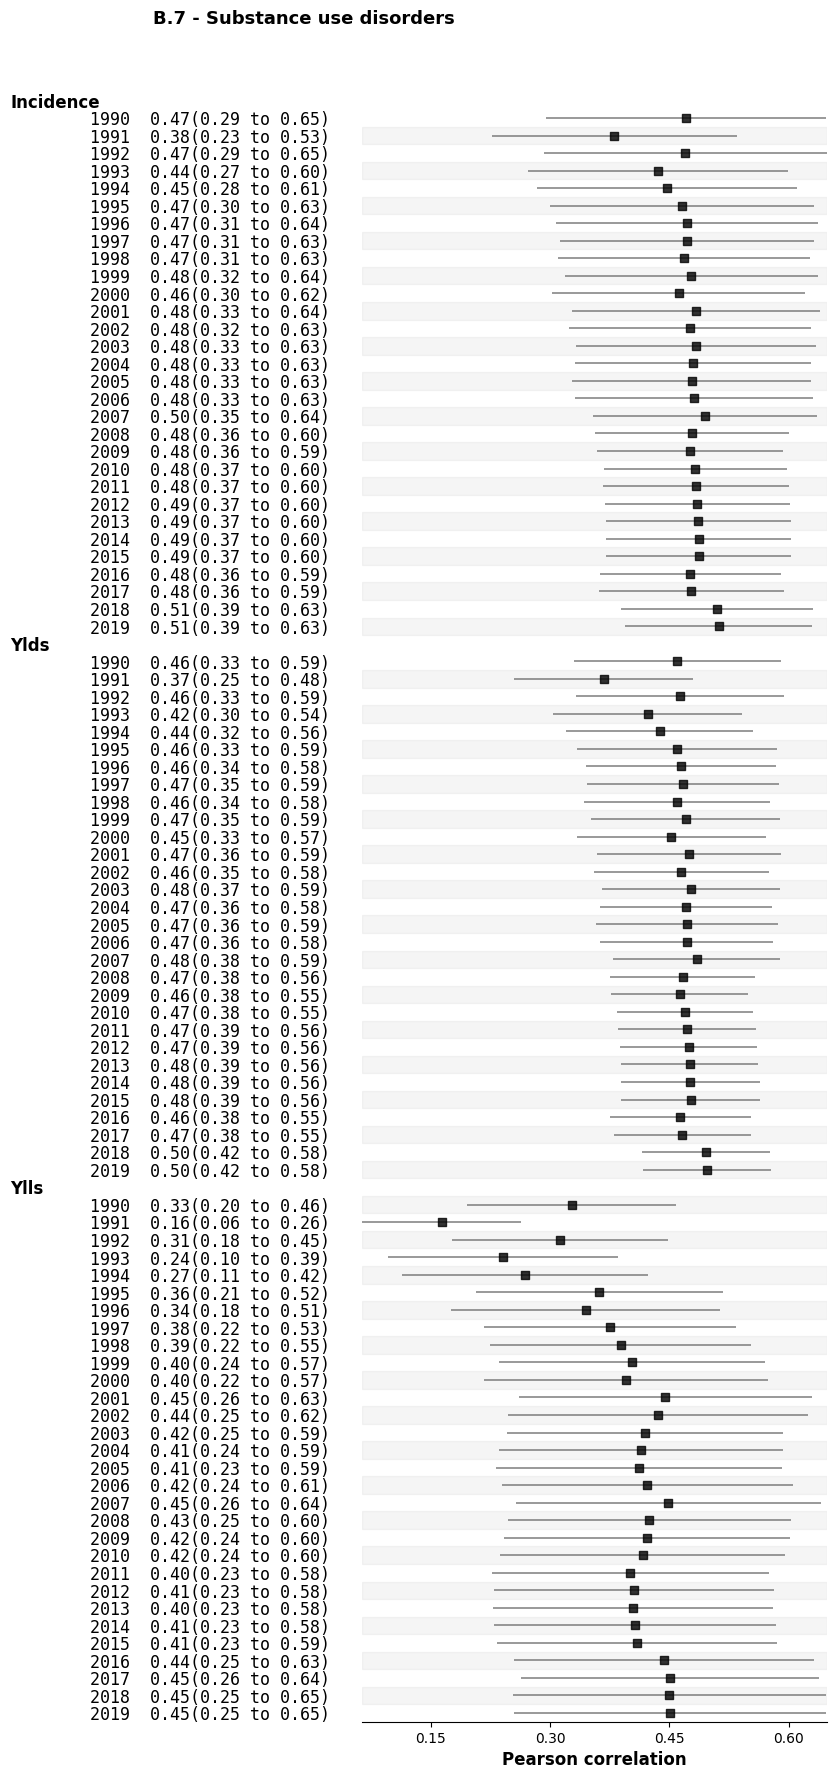 B.7 - Substance use disorders
Incidence
1990 0.47(0.29 to 0.65)
1991 0.38(0.23 to 0.53)
1992 0.47(0.29 to 0.65)
1993 0.44(0.27 to 0.60)
1994 0.45(0.28 to 0.61)
1995 0.47(0.30 to 0.63)
1996 0.47(0.31 to 0.64)
1997 0.47(0.31 to 0.63)
1998 0.47(0.31 to 0.63)
1999 0.48(0.32 to 0.64)
2000 0.46(0.30 to 0.62)
2001 0.48(0.33 to 0.64)
2002 0.48(0.32 to 0.63)
2003 0.48(0.33 to 0.63)
2004 0.48(0.33 to 0.63)
2005 0.48(0.33 to 0.63)
2006 0.48(0.33 to 0.63)
2007 0.50(0.35 to 0.64)
2008 0.48(0.36 to 0.60)
2009 0.48(0.36 to 0.59)
2010 0.48(0.37 to 0.60)
2011 0.48(0.37 to 0.60)
2012 0.49(0.37 to 0.60)
2013 0.49(0.37 to 0.60)
2014 0.49(0.37 to 0.60)
2015 0.49(0.37 to 0.60)
2016 0.48(0.36 to 0.59)
2017 0.48(0.36 to 0.59)
2018 0.51(0.39 to 0.63)
2019 0.51(0.39 to 0.63)
Ylds
1990 0.46(0.33 to 0.59)
1991 0.37(0.25 to 0.48)
1992 0.46(0.33 to 0.59)
1993 0.42(0.30 to 0.54)
1994 0.44(0.32 to 0.56)
1995 0.46(0.33 to 0.59)
1996 0.46(0.34 to 0.58)
1997 0.47(0.35 to 0.59)
1998 0.46(0.34 to 0.58)
1999 0.47(0.35 to 0.59)
2000 0.45(0.33 to 0.57)
2001 0.47(0.36 to 0.59)
2002 0.46(0.35 to 0.58)
2003 0.48(0.37 to 0.59)
2004 0.47(0.36 to 0.58)
2005 0.47(0.36 to 0.59)
2006 0.47(0.36 to 0.58)
2007 0.48(0.38 to 0.59)
2008 0.47(0.38 to 0.56)
2009 0.46(0.38 to 0.55)
2010 0.47(0.38 to 0.55)
2011 0.47(0.39 to 0.56)
2012 0.47(0.39 to 0.56)
2013 0.48(0.39 to 0.56)
2014 0.48(0.39 to 0.56)
2015 0.48(0.39 to 0.56)
2016 0.46(0.38 to 0.55)
2017 0.47(0.38 to 0.55)
2018 0.50(0.42 to 0.58)
2019 0.50(0.42 to 0.58)
Ylls
1990 0.33(0.20 to 0.46)
1991 0.16(0.06 to 0.26)
1992 0.31(0.18 to 0.45)
1993 0.24(0.10 to 0.39)
1994 0.27(0.11 to 0.42)
1995 0.36(0.21 to 0.52)
1996 0.34(0.18 to 0.51)
1997 0.38(0.22 to 0.53)
1998 0.39(0.22 to 0.55)
1999 0.40(0.24 to 0.57)
2000 0.40(0.22 to 0.57)
2001 0.45(0.26 to 0.63)
2002 0.44(0.25 to 0.62)
2003 0.42(0.25 to 0.59)
2004 0.41(0.24 to 0.59)
2005 0.41(0.23 to 0.59)
2006 0.42(0.24 to 0.61)
2007 0.45(0.26 to 0.64)
2008 0.43(0.25 to 0.60)
2009 0.42(0.24 to 0.60)
2010 0.42(0.24 to 0.60)
2011 0.40(0.23 to 0.58)
2012 0.41(0.23 to 0.58)
2013 0.40(0.23 to 0.58)
2014 0.41(0.23 to 0.58)
2015 0.41(0.23 to 0.59)
2016 0.44(0.25 to 0.63)
2017 0.45(0.26 to 0.64)
2018 0.45(0.25 to 0.65)
2019 0.45(0.25 to 0.65)
0.15 0.30 0.45 0.60
Pearson correlation